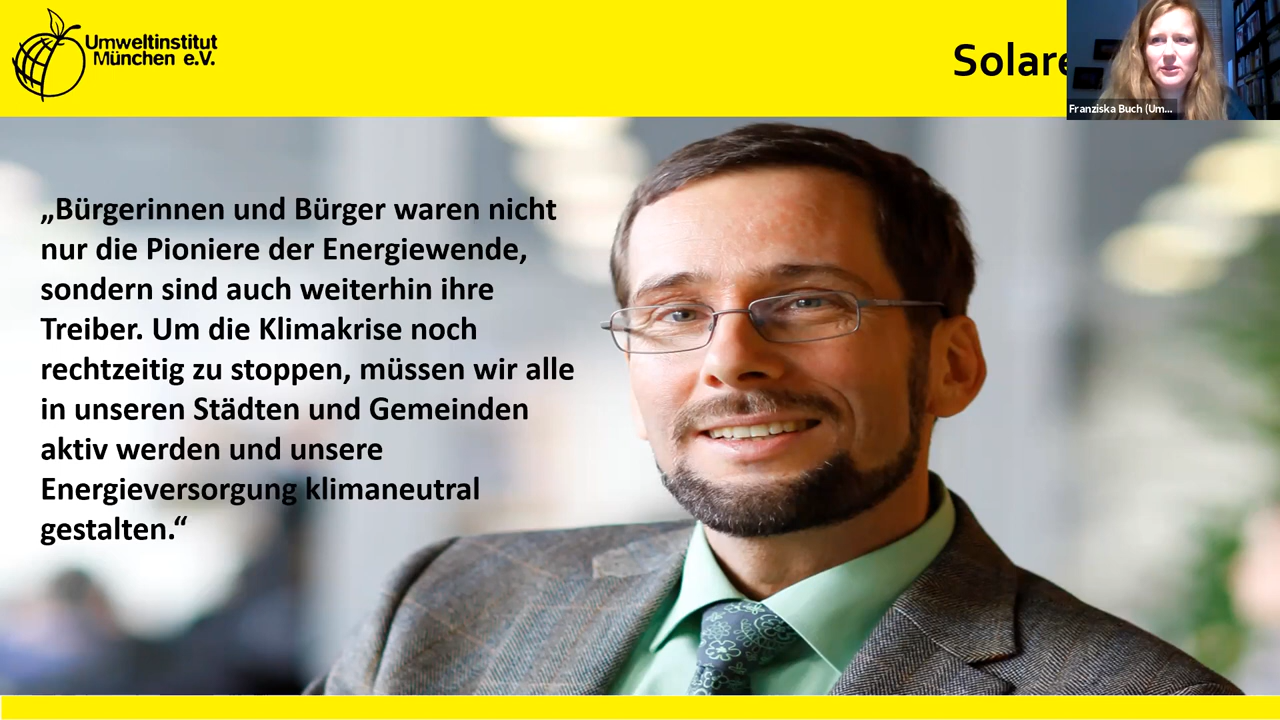 Umweltinstitut
München e.V.
Solare
Franziska Buch (Um...
„Bürgerinnen und Bürger waren nicht
nur die Pioniere der Energiewende,
sondern sind auch weiterhin ihre
Treiber. Um die Klimakrise noch
rechtzeitig zu stoppen, müssen wir alle
in unseren Städten und Gemeinden
aktiv werden und unsere
Energieversorgung klimaneutral
gestalten.“